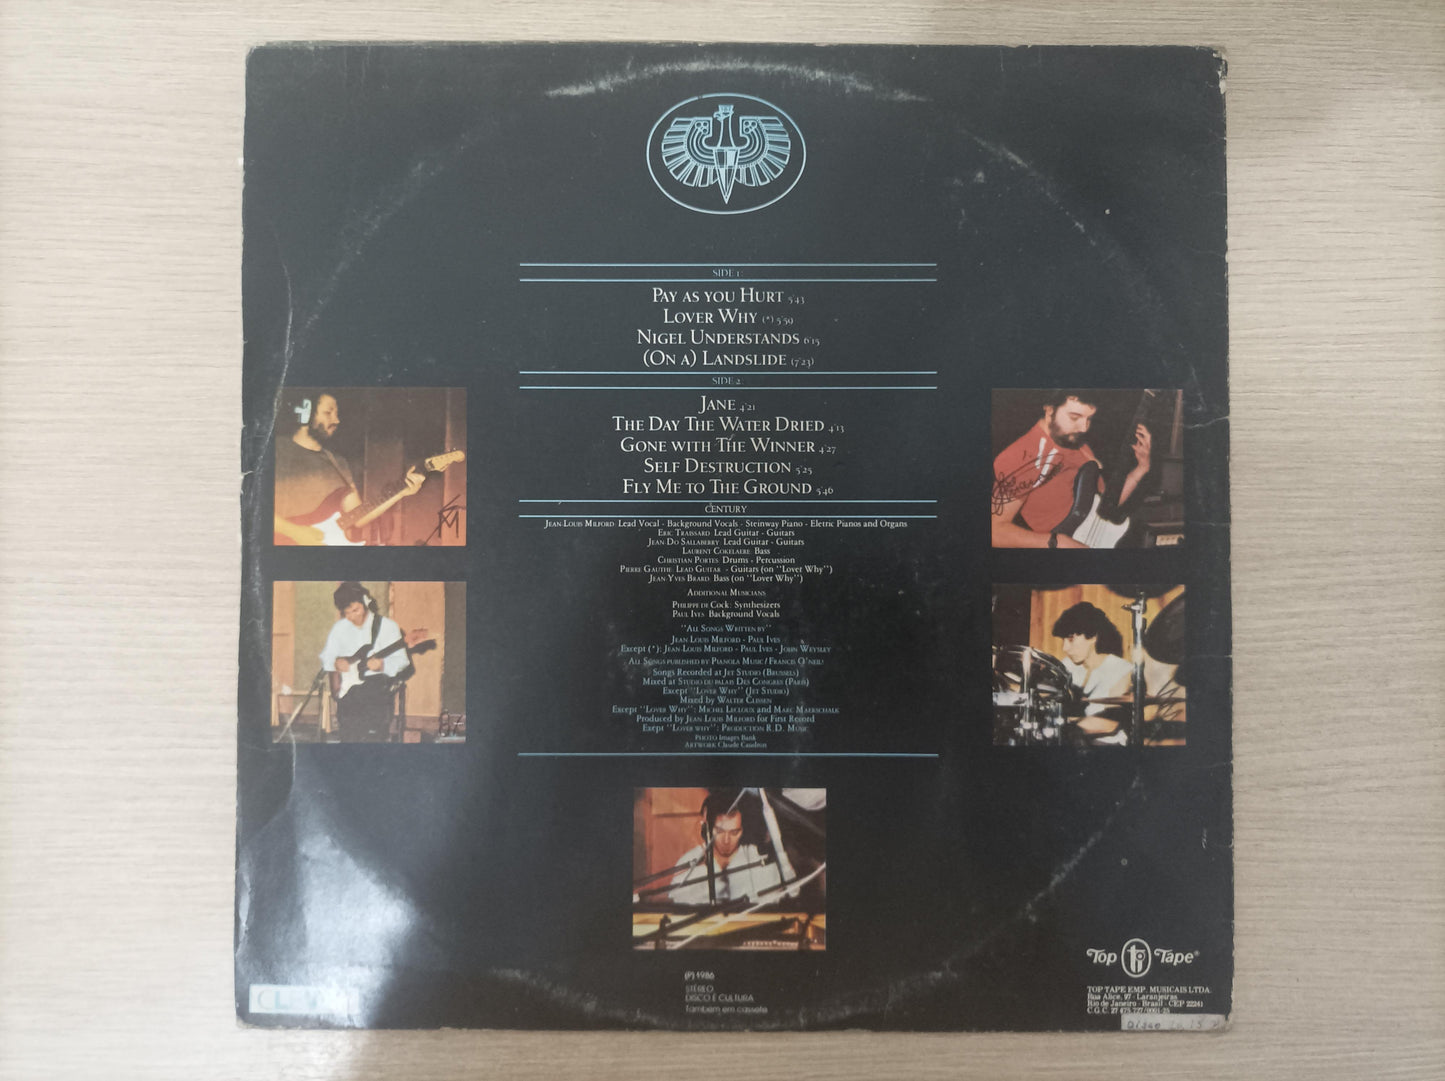 SIDE 1
PAY AS YOU HURT 5'43
LOVER WHY (*) 5'59
NIGEL UNDERSTANDS 6'15
(ON A) LANDSLIDE (7'23)
SIDE 2
JANE 4'21
THE DAY THE WATER DRIED 4'13
GONE WITH THE WINNER 4'27
SELF DESTRUCTION 5'25
FLY ME TO THE GROUND 5'46
CENTURY
JEAN-LOUIS MILFORD Lead Vocal - Background Vocals - Steinway Piano - Eletric Pianos and Organs
ERIC TRAISSARD Lead Guitar - Guitars
JEAN DO SALLABERRY Lead Guitar - Guitars
LAURENT COKELAERE Bass
CHRISTIAN PORTES Drums - Percussion
PIERRE GAUTHE LEAD GUITAR - Guitars (on "Lover Why")
JEAN YVES BRARD Bass (on "Lover Why")
ADDITIONAL MUSICIANS
PHILIPPE DE COCK: Synthesizers
PAUL IVES Background Vocals
"ALL SONGS WRITTEN BY"
JEAN LOUIS MILFORD - PAUL IVES
EXCEPT (*): JEAN-LOUIS MILFORD - PAUL IVES - JOHN WEYSLEY
ALL SONGS PUBLISHED BY PIANOLA MUSIC / FRANCIS O'NEIL
SONGS RECORDED AT JET STUDIO (BRUSSELS)
MIXED AT STUDIO DU PALAIS DES CONGRES (PARIS)
EXCEPT "LOVER WHY" (JET STUDIO)
MIXED BY WALTER CLISSEN
EXCEPT "LOVER WHY": MICHEL LECLOUX AND MARC MAERSCHALK
Produced by JEAN LOUIS MILFORD for First Record
EXEPT "LOVER WHY": PRODUCTION R.D. MUSIC
PHOTO Images Bank
ARTWORK Claude Caudron
(P) 1986
STÉREO
DISCO É CULTURA
Também em cassete
Top Tape®
TOP TAPE EMP. MUSICAIS LTDA.
Rua Alice, 97 - Laranjeiras
Rio de Janeiro - Brasil - CEP 22241
C.G.C. 27
Disco